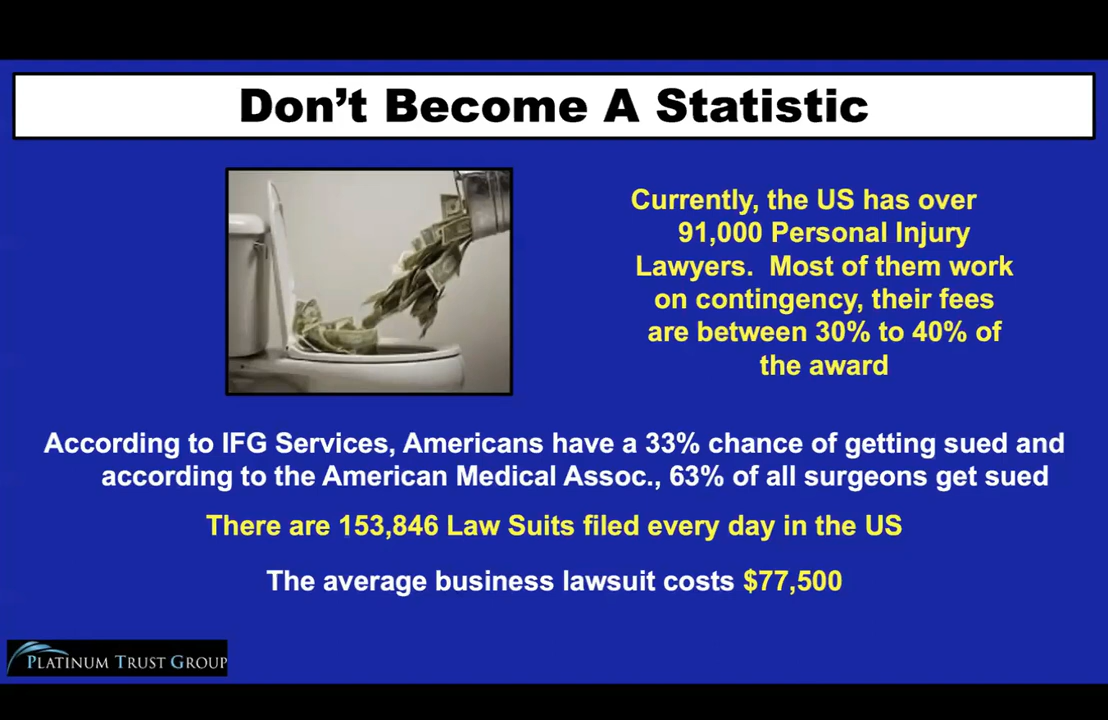 Don't Become A Statistic
Currently, the US has over
91,000 Personal Injury
Lawyers.  Most of them work
on contingency, their fees
are between 30% to 40% of
the award
According to IFG Services, Americans have a 33% chance of getting sued and
according to the American Medical Assoc., 63% of all surgeons get sued
There are 153,846 Law Suits filed every day in the US
The average business lawsuit costs $77,500
PLATINUM TRUST GROUP